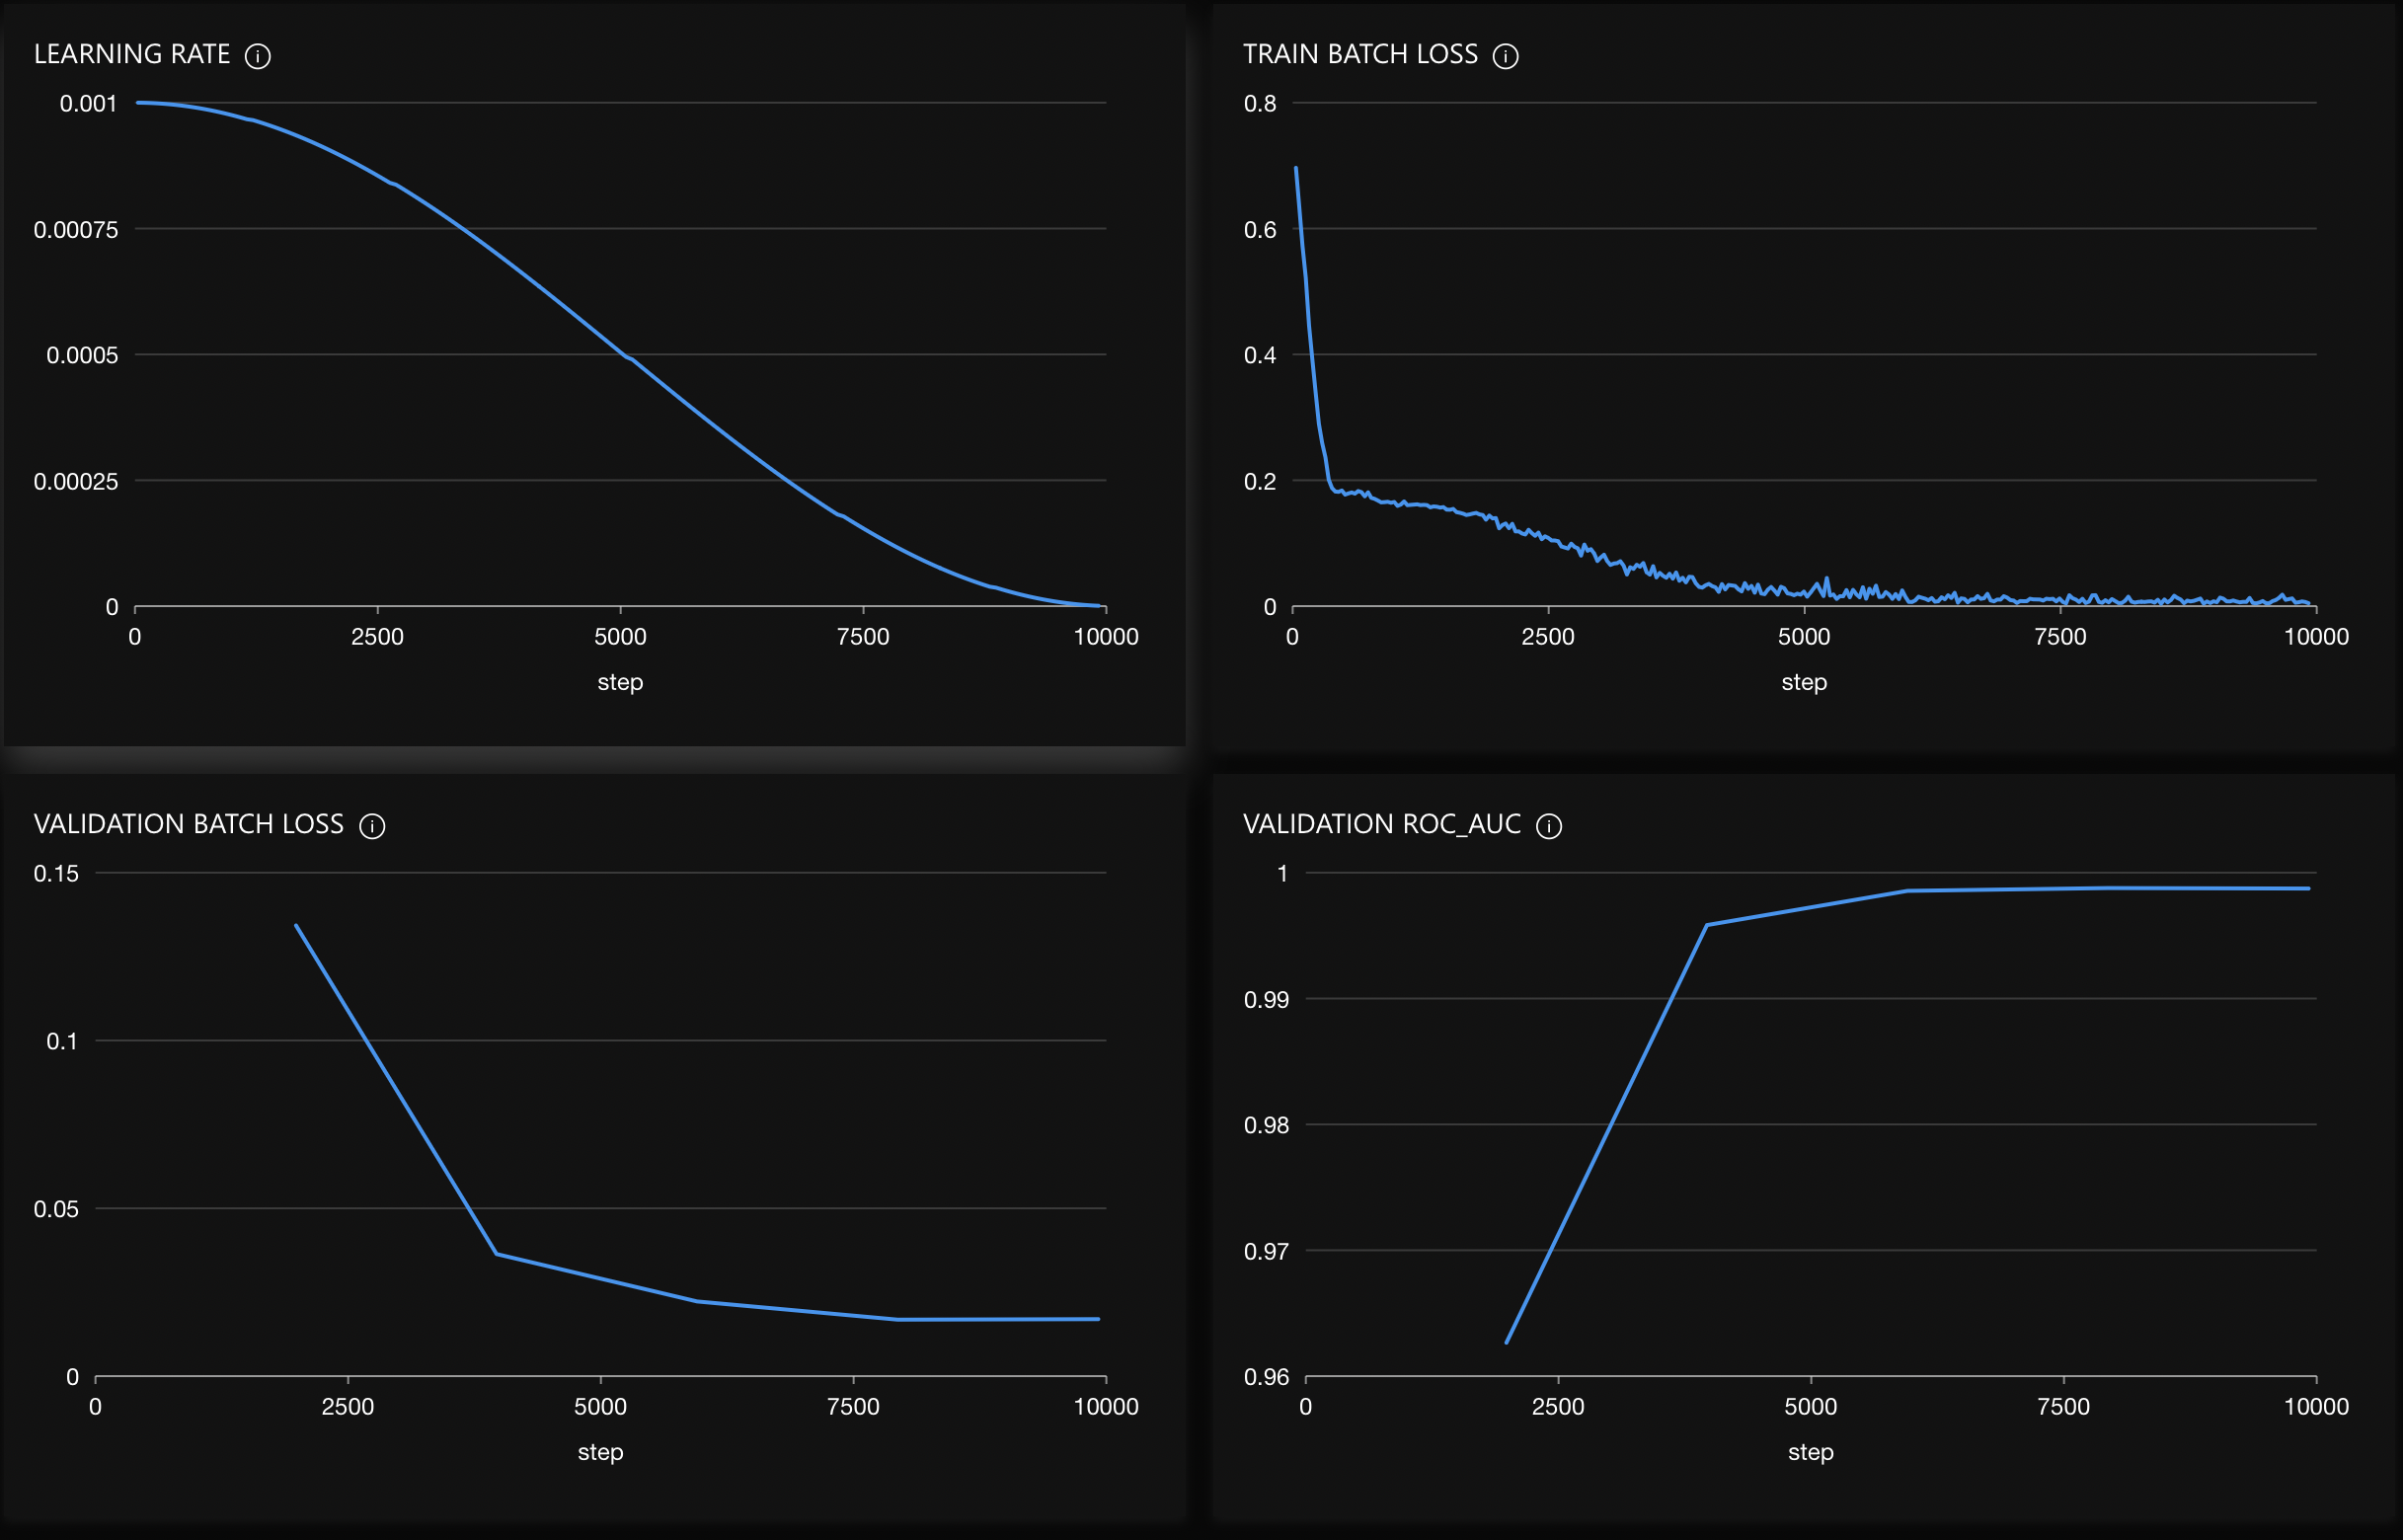 LEARNING RATE
0.001
0.00075
0.0005
0.00025
0
0 2500 5000 7500 10000
step
TRAIN BATCH LOSS
0.8
0.6
0.4
0.2
0
0 2500 5000 7500 10000
step
VALIDATION BATCH LOSS
0.15
0.1
0.05
0
0 2500 5000 7500 10000
step
VALIDATION ROC_AUC
1
0.99
0.98
0.97
0.96
0 2500 5000 7500 10000
step